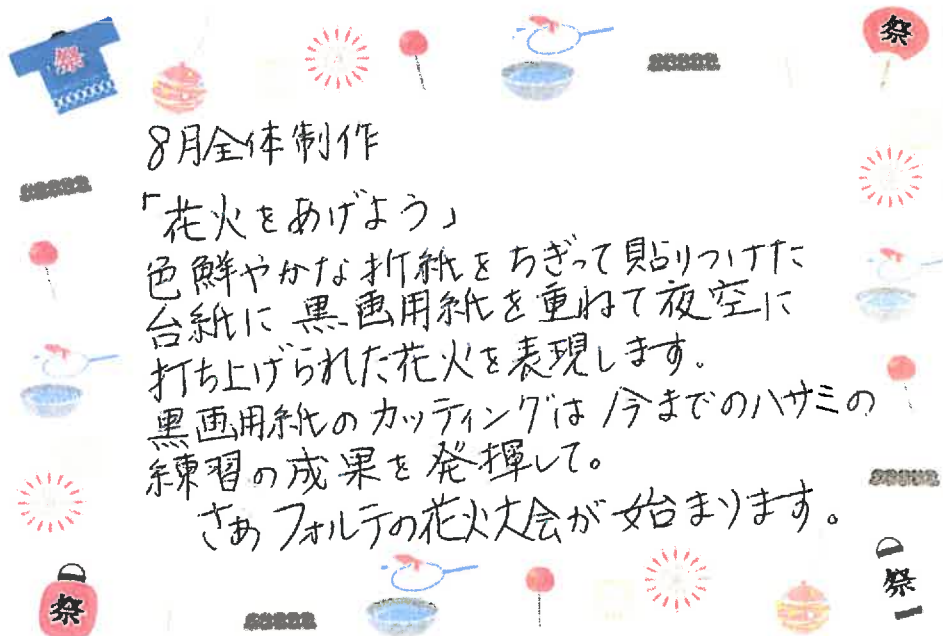 祭
祭
8月全体制作
「花火をあげよう」
色鮮やかな折紙をちぎって貼りつけた
台紙に黒画用紙を重ねて夜空に
打ち上げられた花火を表現します。
黒画用紙のカッティングは今までのハサミの
練習の成果を発揮して。
さあフォルテの花火大会が始まります。
祭
祭